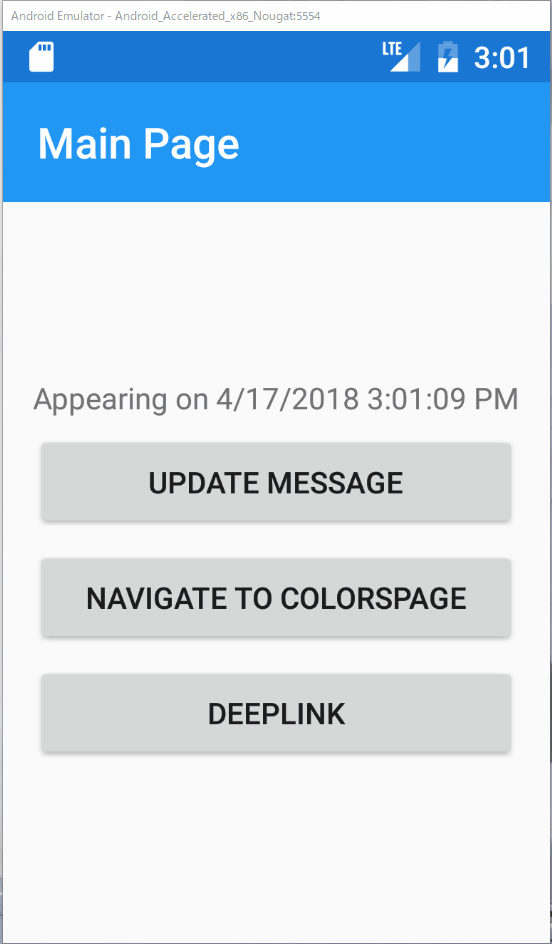 Android Emulator - Android_Accelerated_x86_Nougat:5554
LTE 3:01
Main Page
Appearing on 4/17/2018 3:01:09 PM
UPDATE MESSAGE
NAVIGATE TO COLORSPAGE
DEEPLINK